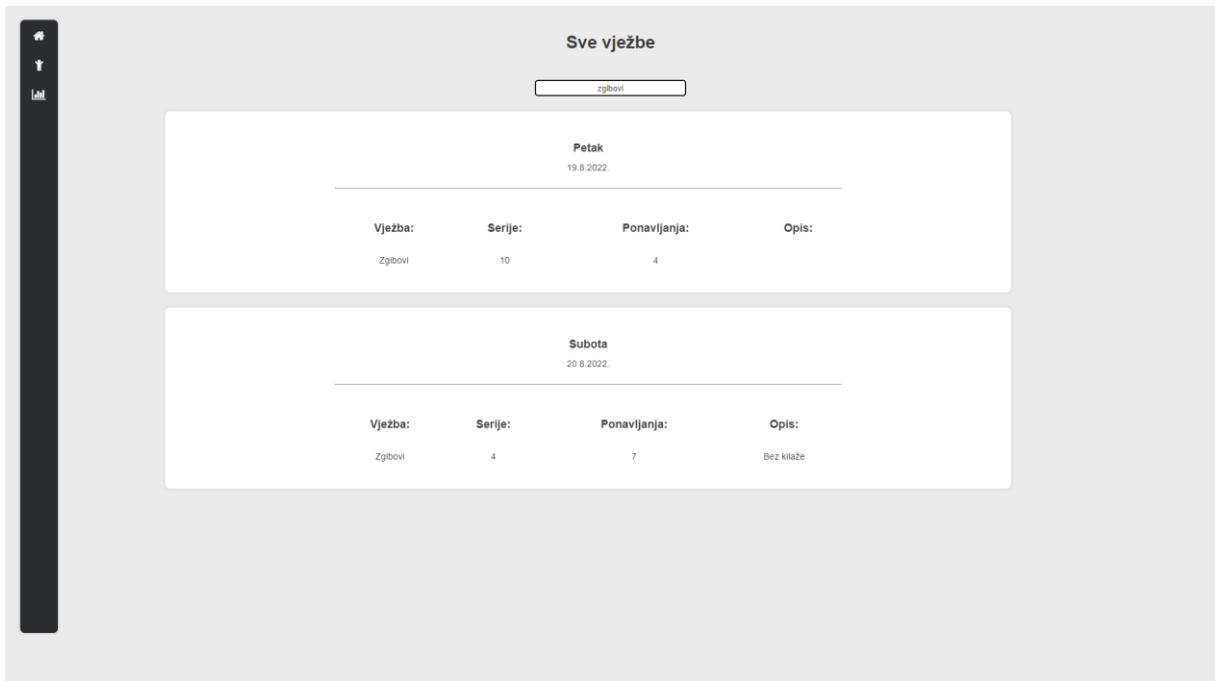 Sve vježbe
zgibovi
Petak
19.8.2022.
Vježba: Serije: Ponavljanja: Opis:
Zgibovi 10 4
Subota
20.8.2022.
Vježba: Serije: Ponavljanja: Opis:
Zgibovi 4 7 Bez kilaže